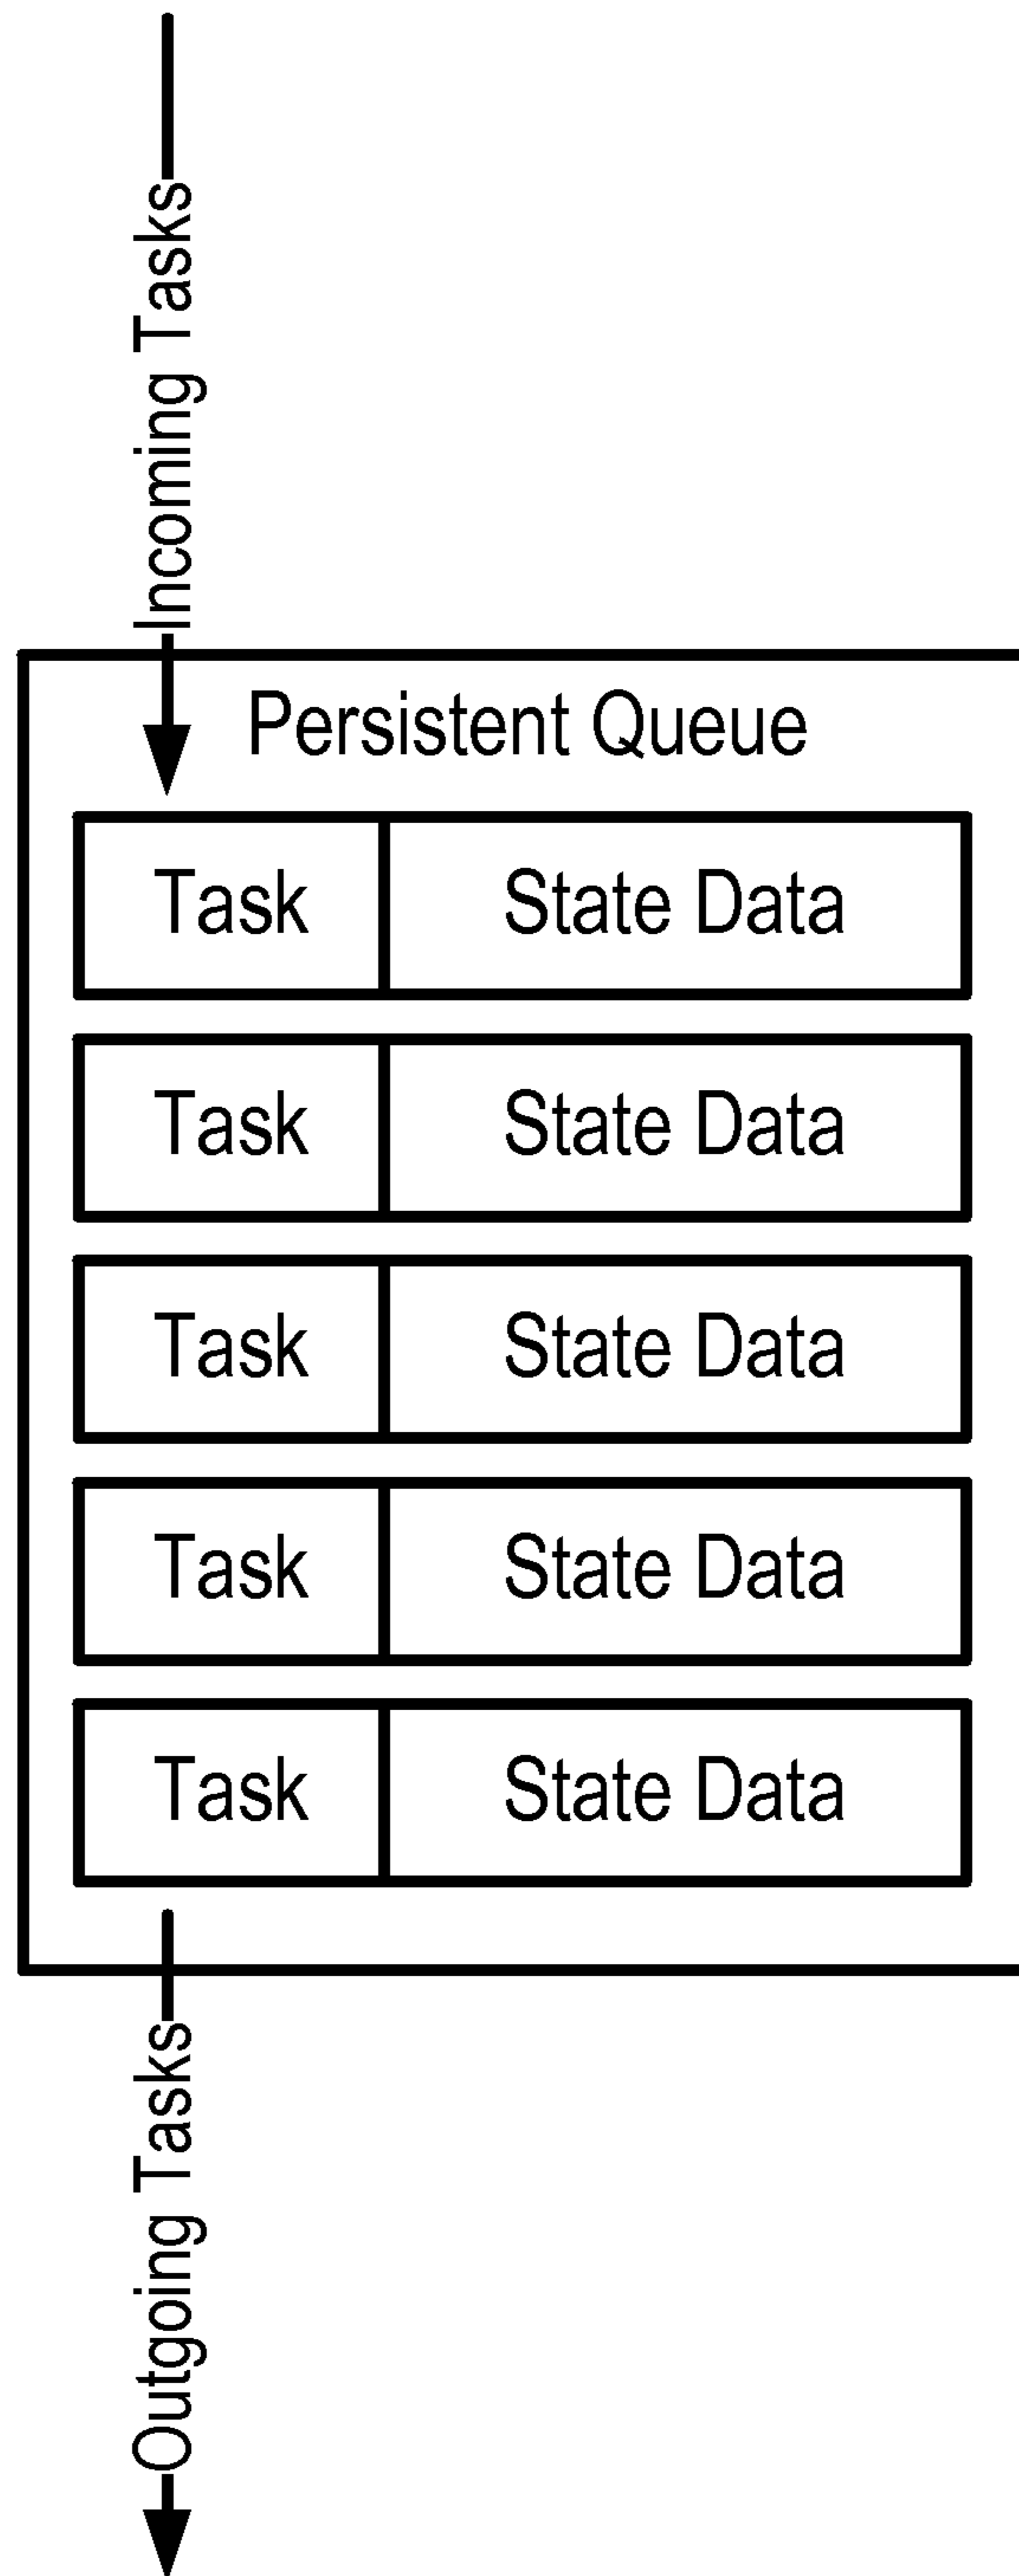 Incoming Tasks
Persistent Queue
Task
State Data
Task
State Data
Task
State Data
Task
State Data
Task
State Data
Outgoing Tasks